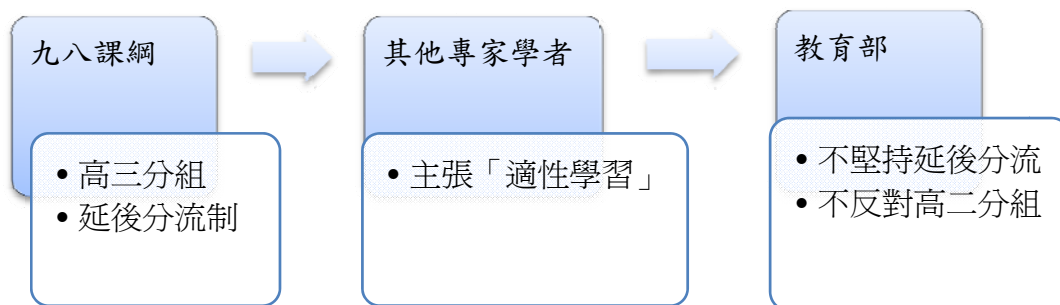 九八課綱
• 高三分組
• 延後分流制
其他專家學者
• 主張「適性學習」
教育部
• 不堅持延後分流
• 不反對高二分組